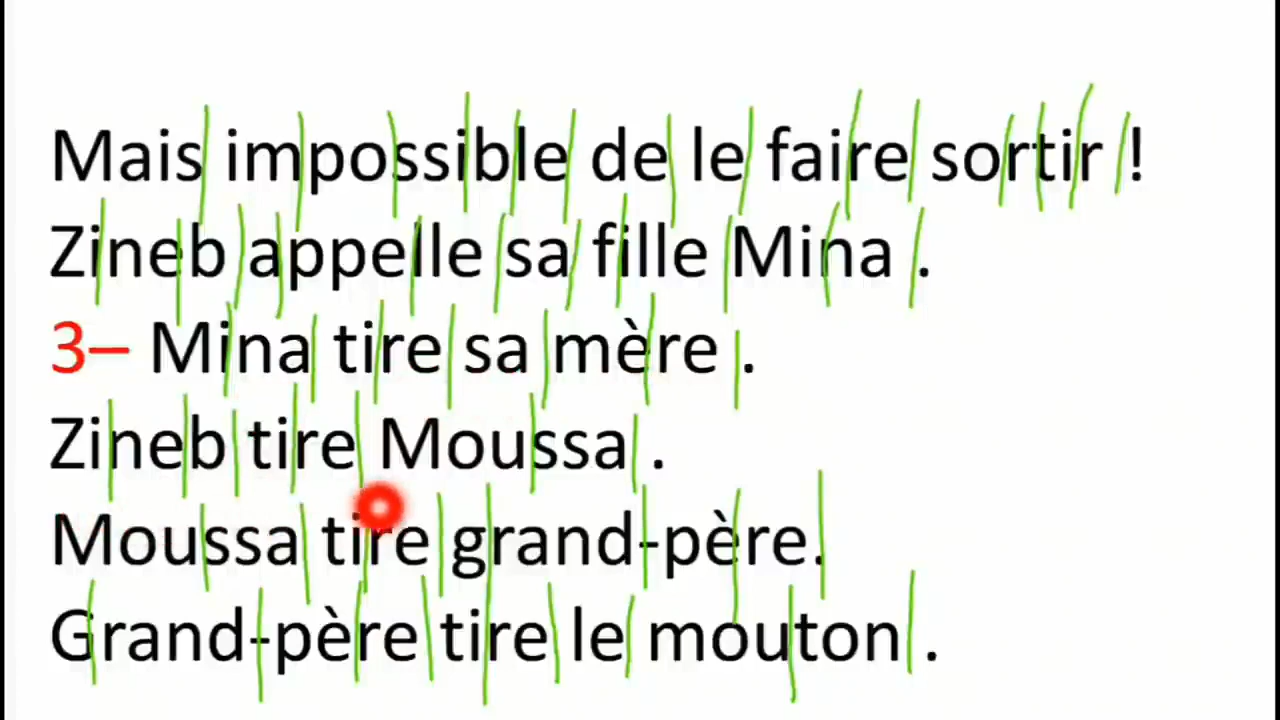 Mais impossible de le faire sortir !
Zineb appelle sa fille Mina .
3– Mina tire sa mère .
Zineb tire Moussa .
Moussa tire grand-père.
Grand-père tire le mouton .